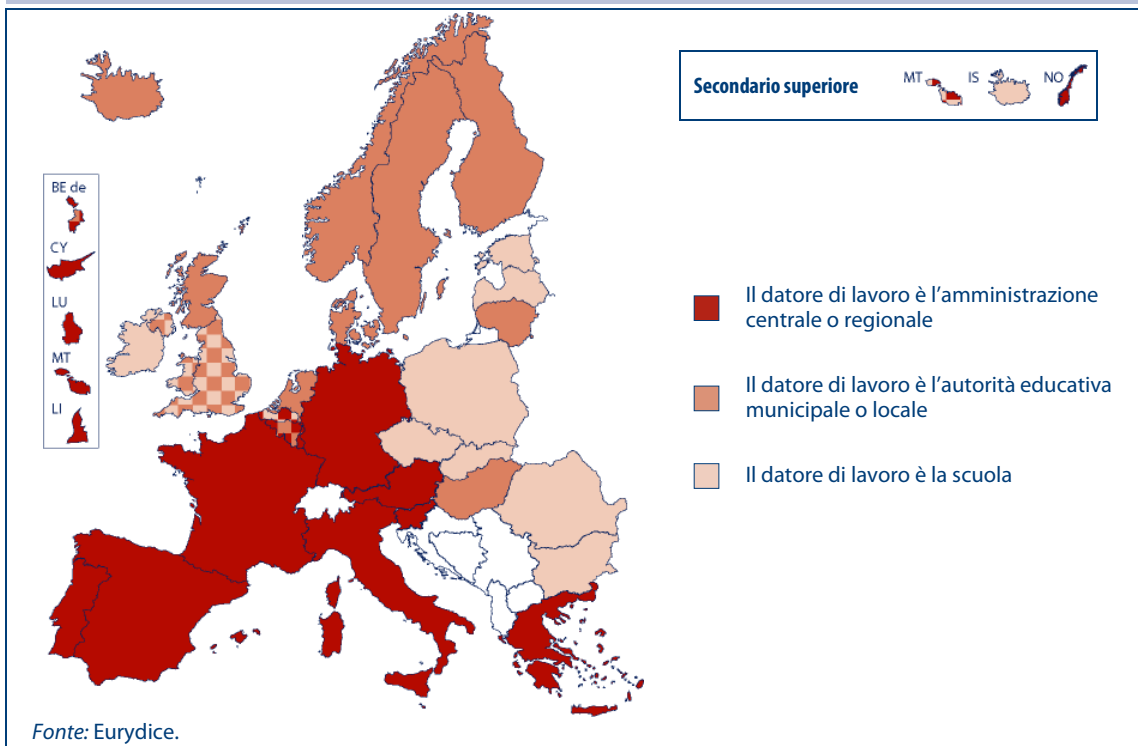 Secondario superiore
MT
IS
NO
BE de
CY
LU
MT
LI
Il datore di lavoro è l'amministrazione
centrale o regionale
Il datore di lavoro è l'autorità educativa
municipale o locale
Il datore di lavoro è la scuola
Fonte: Eurydice.